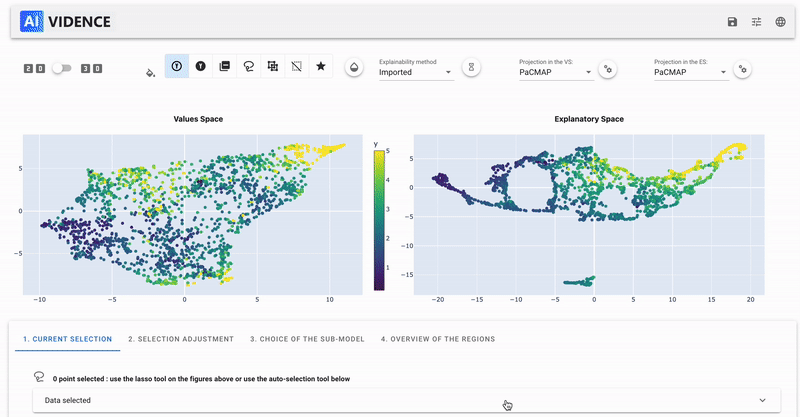 AI VIDENCE
2D 3D
Explainability method
Imported
Projection in the VS:
PaCMAP
Projection in the ES:
PaCMAP
Values Space
Explanatory Space
y
5
0
−5
−10
−5
0
5
10
5
4
3
2
1
5
0
−5
−10
−15
−20
−15
−10
−5
0
5
10
15
20
1. CURRENT SELECTION
2. SELECTION ADJUSTMENT
3. CHOICE OF THE SUB-MODEL
4. OVERVIEW OF THE REGIONS
0 point selected : use the lasso tool on the figures above or use the auto-selection tool below
Data selected